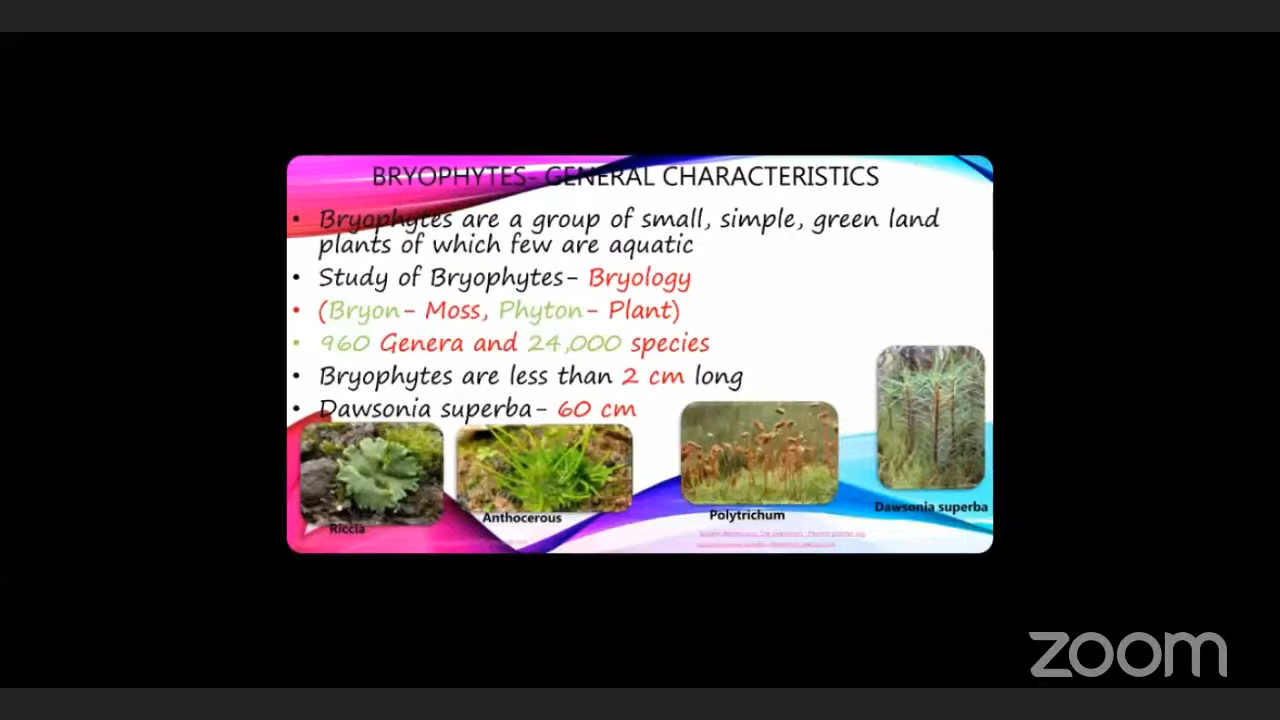 BRYOPHYTES- GENERAL CHARACTERISTICS
• Bryophytes are a group of small, simple, green land
plants of which few are aquatic
• Study of Bryophytes- Bryology
• (Bryon- Moss, Phyton- Plant)
• 960 Genera and 24,000 species
• Bryophytes are less than 2 cm long
• Dawsonia superba- 60 cm
Riccia
Anthocerous
Polytrichum
Dawsonia superba
zoom